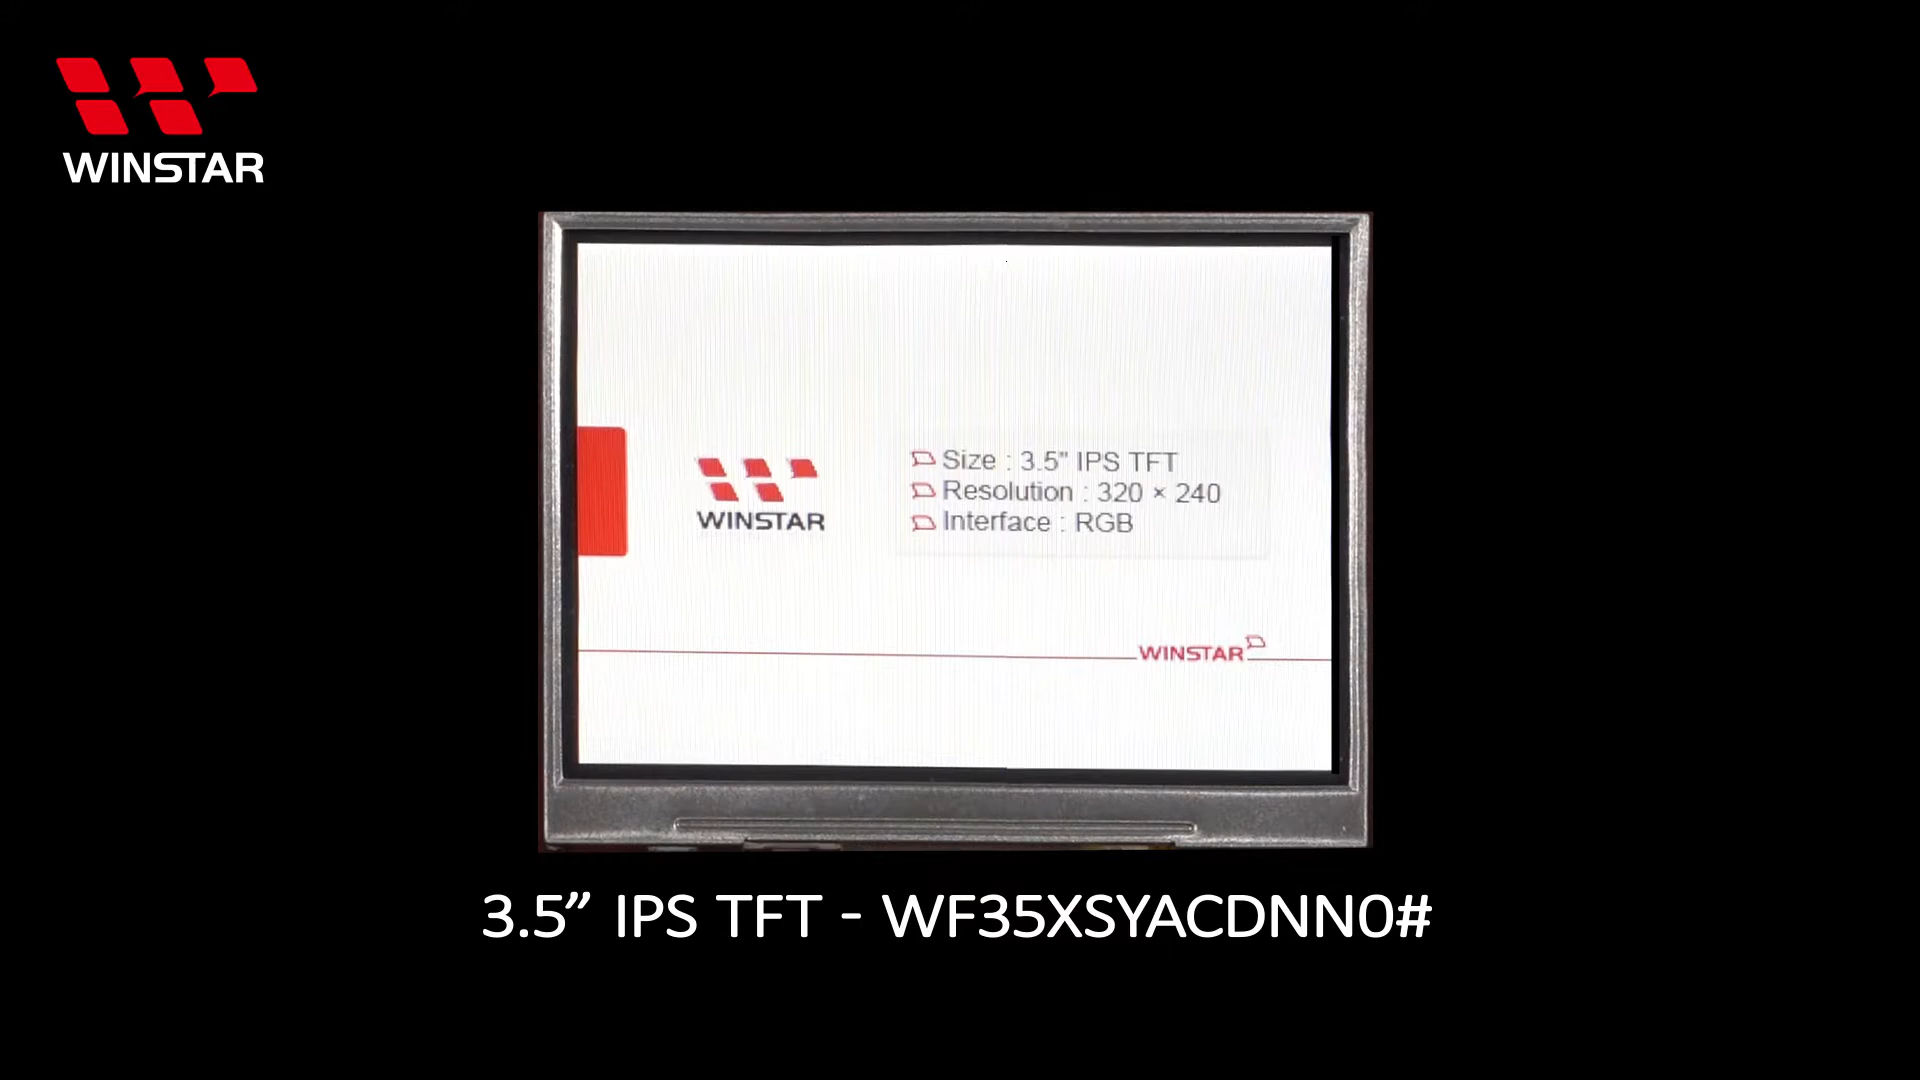 WINSTAR
Size : 3.5" IPS TFT
Resolution : 320 × 240
Interface : RGB
WINSTAR
WINSTAR
3.5” IPS TFT - WF35XSYACDNN0#